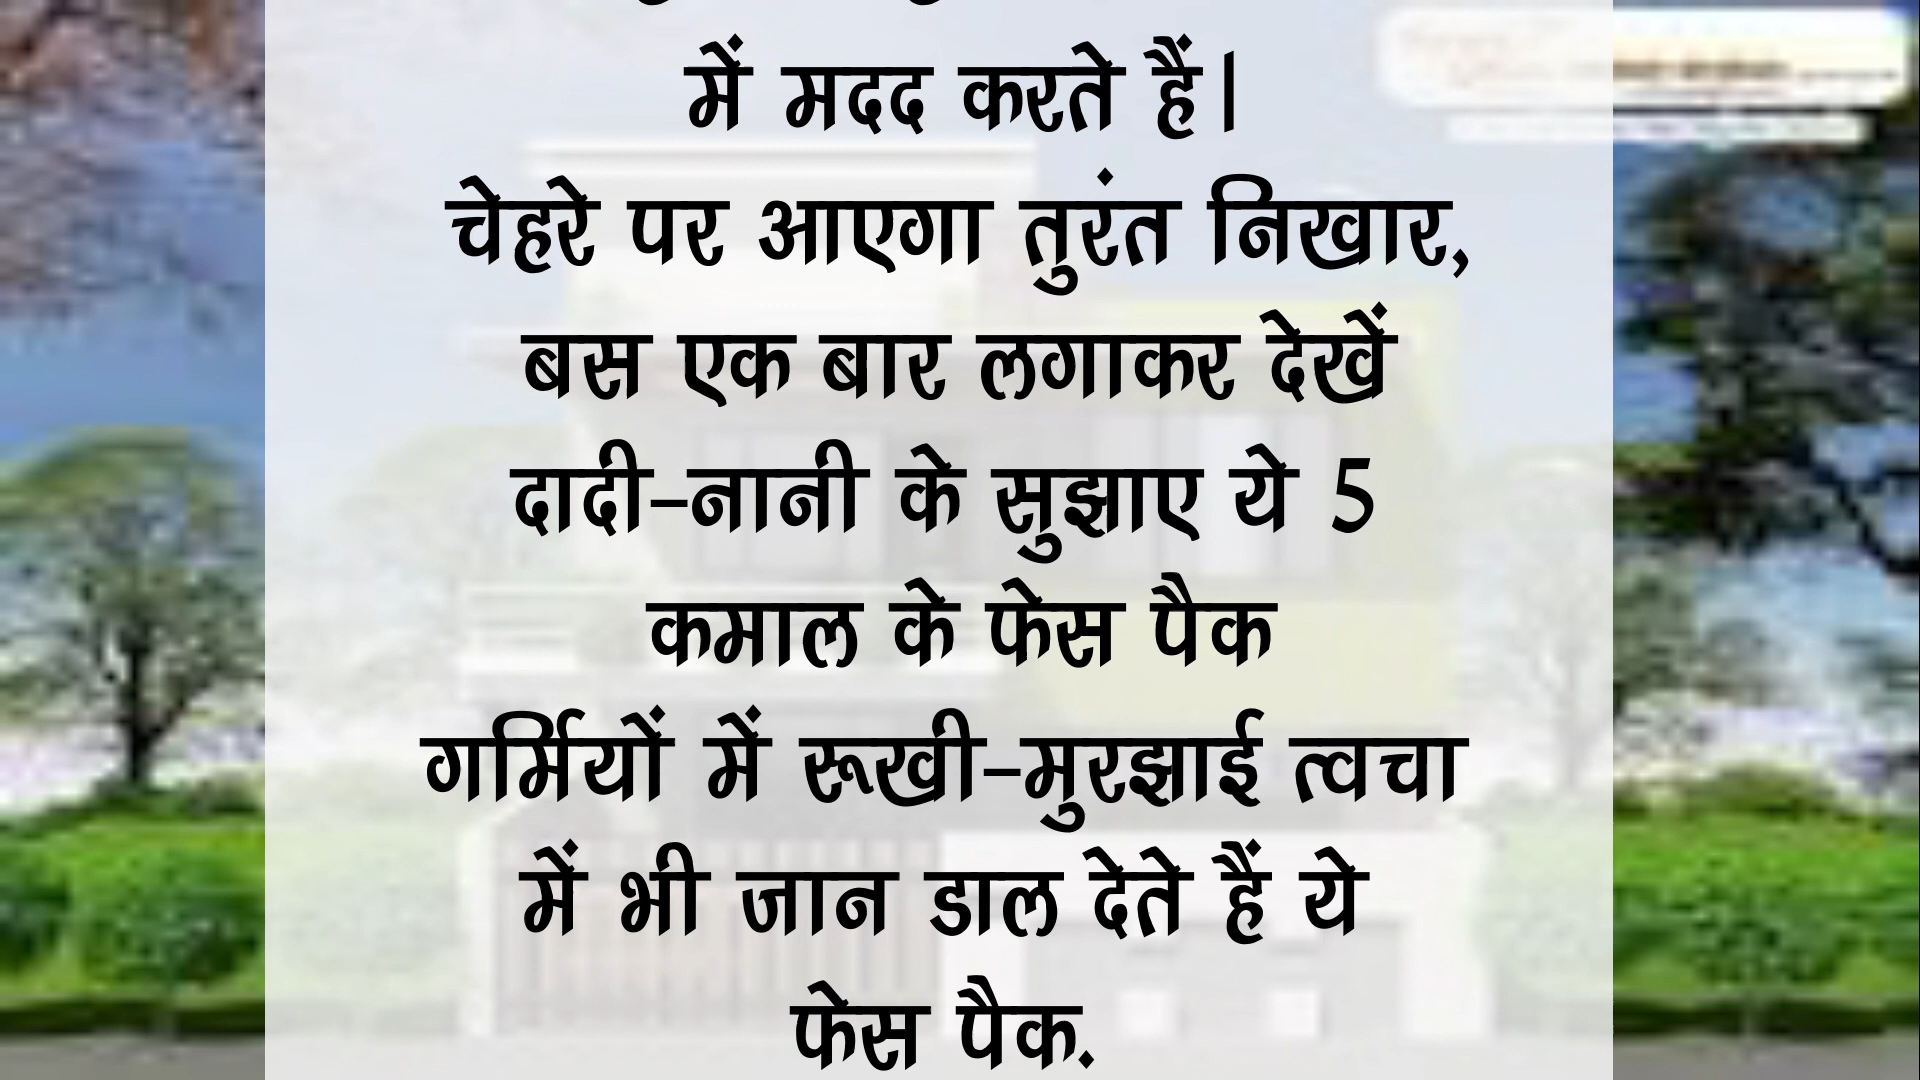 में मदद करते हैं।
चेहरे पर आएगा तुरंत निखार,
बस एक बार लगाकर देखें
दादी-नानी के सुझाए ये 5
कमाल के फेस पैक
गर्मियों में रूखी-मुरझाई त्वचा
में भी जान डाल देते हैं ये
फेस पैक.